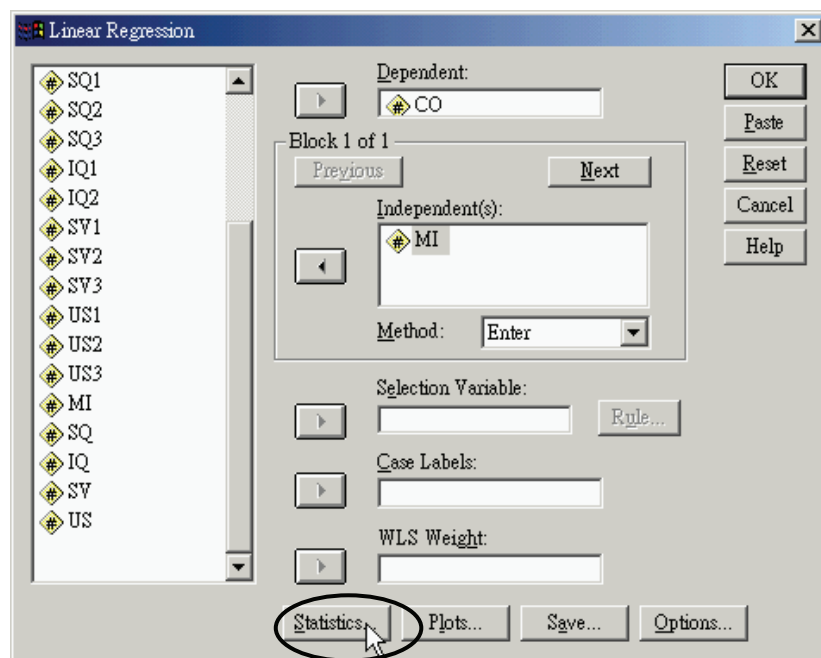 Linear Regression
SQ1
SQ2
SQ3
IQ1
IQ2
SV1
SV2
SV3
US1
US2
US3
MI
SQ
IQ
SV
US
Dependent:
CO
Block 1 of 1
Previous
Next
Independent(s):
MI
Method:
Enter
Selection Variable:
Rule...
Case Labels:
WLS Weight:
Statistics...
Plots...
Save...
Options...
OK
Paste
Reset
Cancel
Help